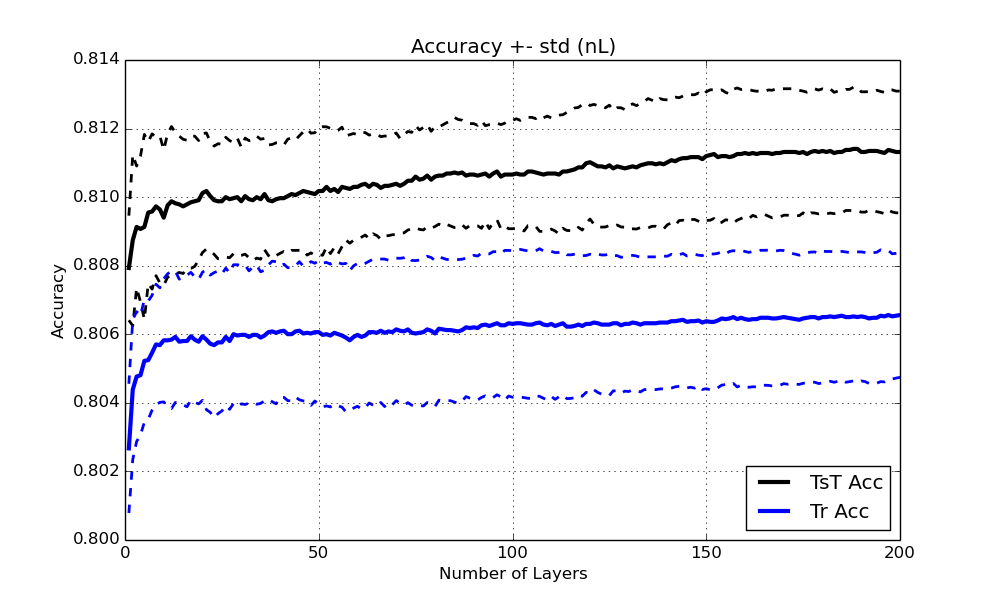 Accuracy +- std (nL)
0.814
0.812
0.810
0.808
0.806
0.804
0.802
0.800
Accuracy
0 50 100 150 200
Number of Layers
TsT Acc
Tr Acc